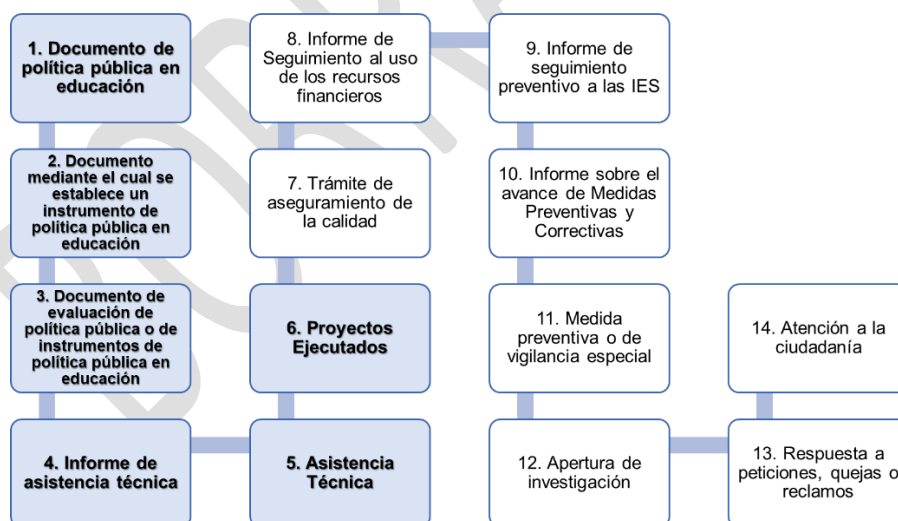 1. Documento de
política pública en
educación
2. Documento
mediante el cual se
establece un
instrumento de
política pública en
educación
3. Documento de
evaluación de
política pública o de
instrumentos de
política pública en
educación
4. Informe de
asistencia técnica
5. Asistencia
Técnica
6. Proyectos
Ejecutados
7. Trámite de
aseguramiento de
la calidad
8. Informe de
Seguimiento al uso
de los recursos
financieros
9. Informe de
seguimiento
preventivo a las IES
10. Informe sobre el
avance de Medidas
Preventivas y
Correctivas
11. Medida
preventiva o de
vigilancia especial
12. Apertura de
investigación
13. Respuesta a
peticiones, quejas o
reclamos
14. Atención a la
ciudadanía